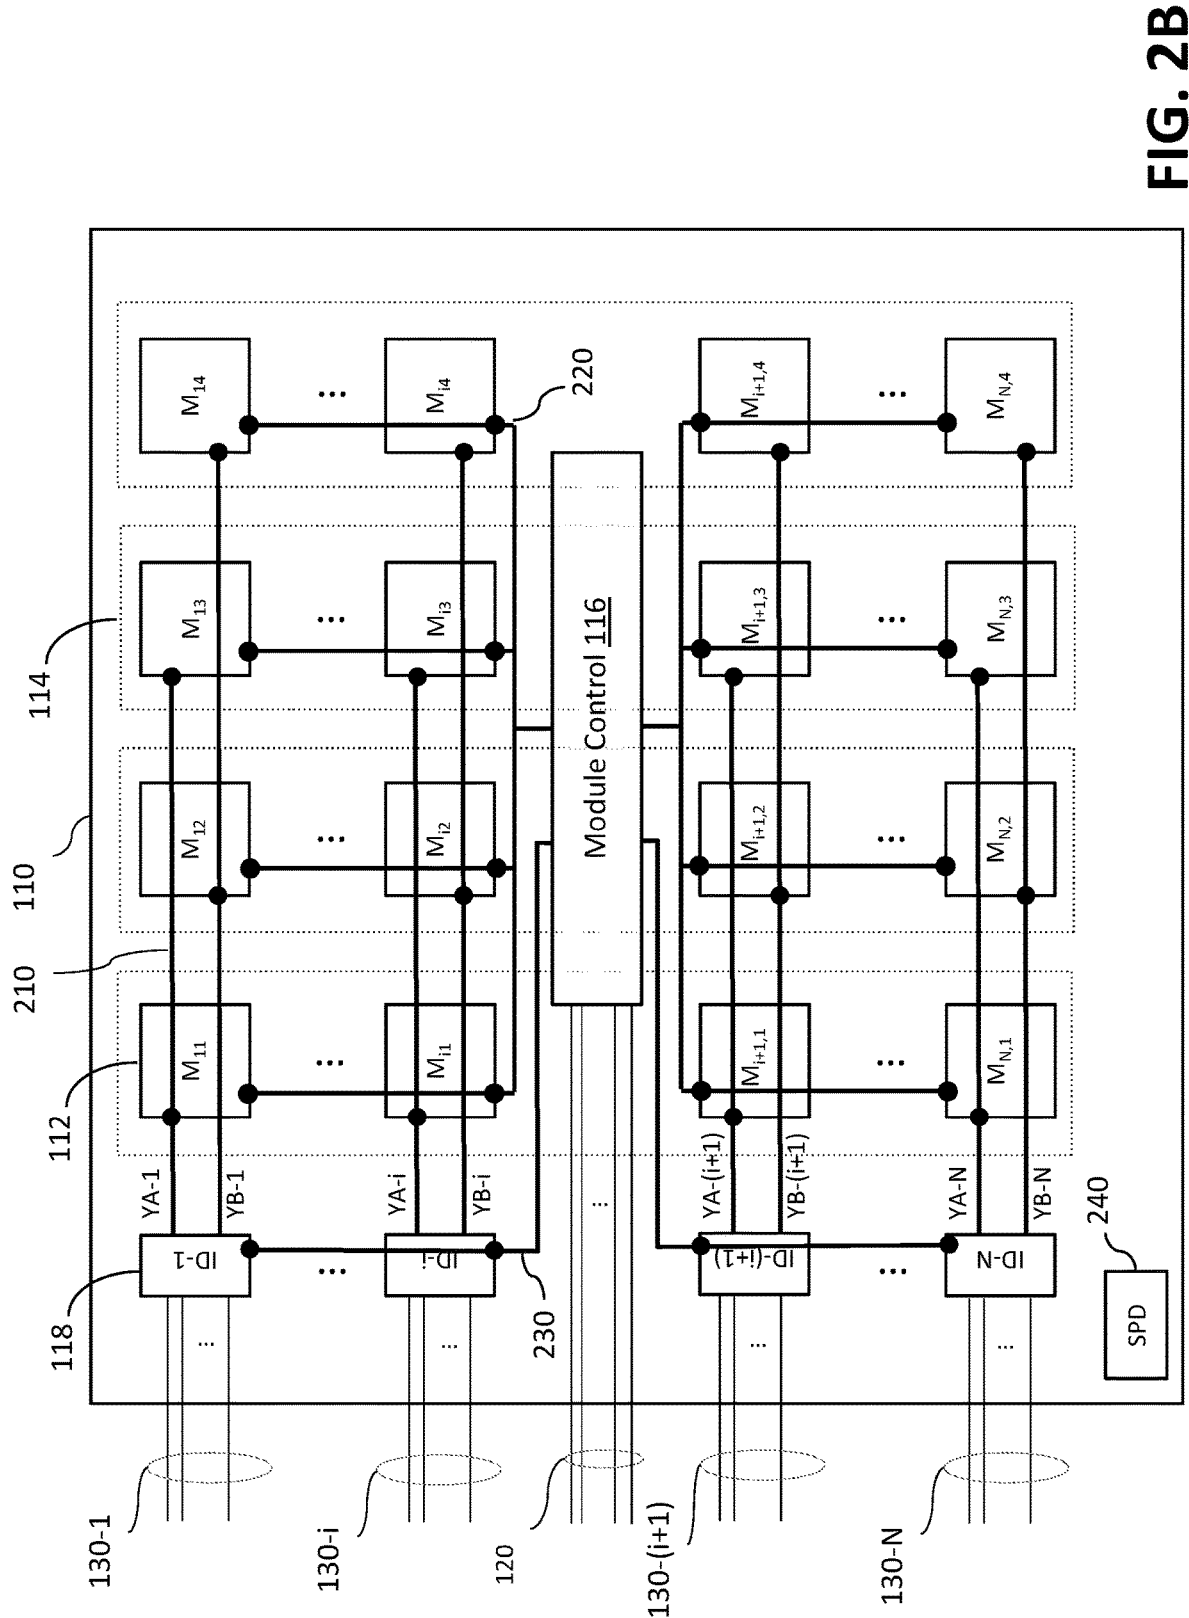 110
114
112
210
118
M14
M13
M12
M11
YA-1
YB-1
ID-1
...
...
...
...
...
...
130-1
Mi4
Mi3
Mi2
Mi1
YA-i
YB-i
ID-i
...
130-i
220
230
Module Control 116
...
120
Mi+1,4
Mi+1,3
Mi+1,2
Mi+1,1
YA-(i+1)
YB-(i+1)
ID-(i+1)
...
130-(i+1)
...
...
...
...
...
MN,4
MN,3
MN,2
MN,1
YA-N
YB-N
ID-N
...
130-N
240
SPD
FIG. 2B